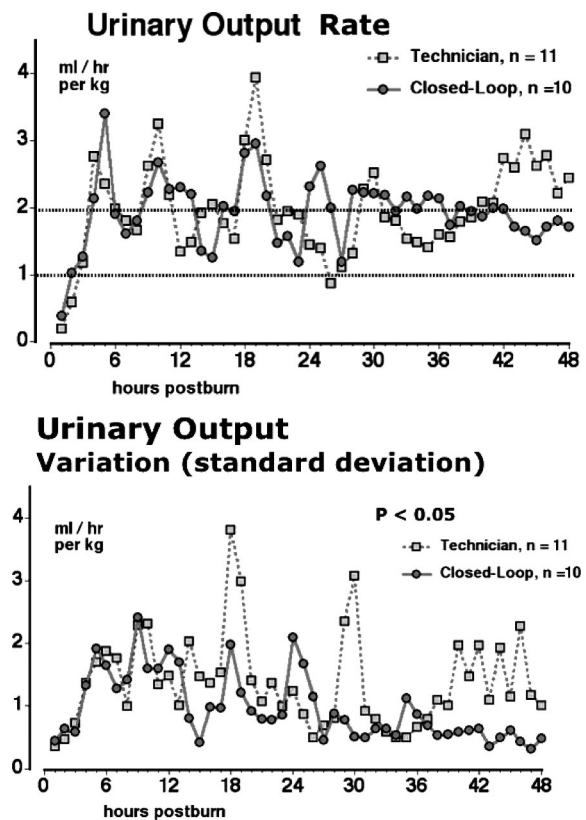 Urinary Output Rate
ml / hr
per kg
Technician, n = 11
Closed-Loop, n =10
4
3
2
1
0
0 6 12 18 24 30 36 42 48
hours postburn
Urinary Output
Variation (standard deviation)
P < 0.05
ml / hr
per kg
Technician, n = 11
Closed-Loop, n =10
4
3
2
1
0
0 6 12 18 24 30 36 42 48
hours postburn